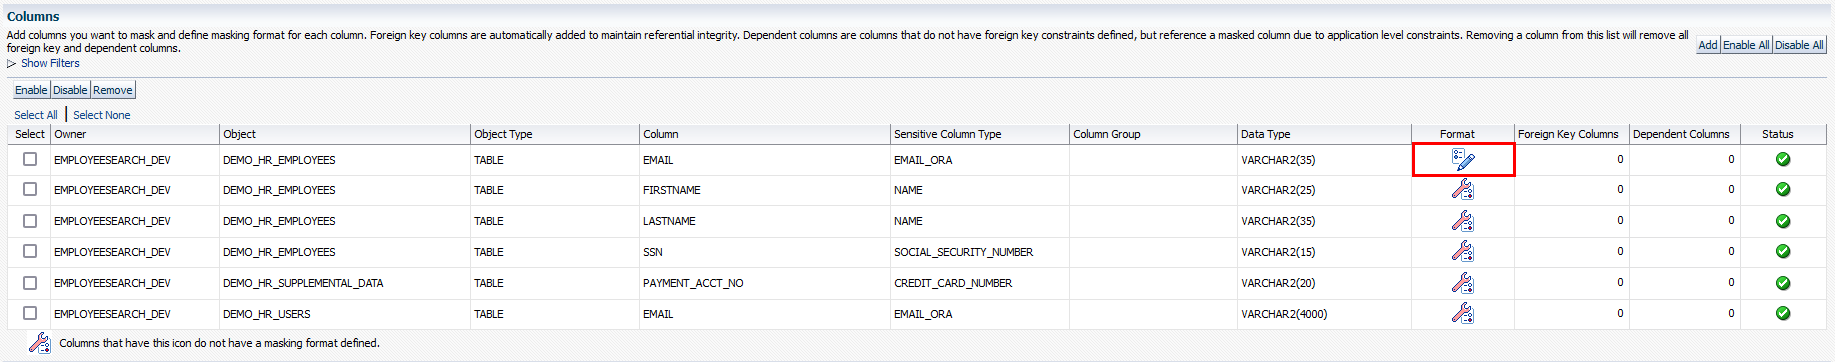 Columns
Add columns you want to mask and define masking format for each column. Foreign key columns are automatically added to maintain referential integrity. Dependent columns are columns that do not have foreign key constraints defined, but reference a masked column due to application level constraints. Removing a column from this list will remove all
foreign key and dependent columns.
Add Enable All Disable All
Show Filters
Enable Disable Remove
Select All Select None
Select Owner Object Object Type Column Sensitive Column Type Column Group Data Type Format Foreign Key Columns Dependent Columns Status
EMPLOYEESEARCH_DEV DEMO_HR_EMPLOYEES TABLE EMAIL EMAIL_ORA VARCHAR2(35) 0 0
EMPLOYEESEARCH_DEV DEMO_HR_EMPLOYEES TABLE FIRSTNAME NAME VARCHAR2(25) 0 0
EMPLOYEESEARCH_DEV DEMO_HR_EMPLOYEES TABLE LASTNAME NAME VARCHAR2(35) 0 0
EMPLOYEESEARCH_DEV DEMO_HR_EMPLOYEES TABLE SSN SOCIAL_SECURITY_NUMBER VARCHAR2(15) 0 0
EMPLOYEESEARCH_DEV DEMO_HR_SUPPLEMENTAL_DATA TABLE PAYMENT_ACCT_NO CREDIT_CARD_NUMBER VARCHAR2(20) 0 0
EMPLOYEESEARCH_DEV DEMO_HR_USERS TABLE EMAIL EMAIL_ORA VARCHAR2(4000) 0 0
Columns that have this icon do not have a masking format defined.